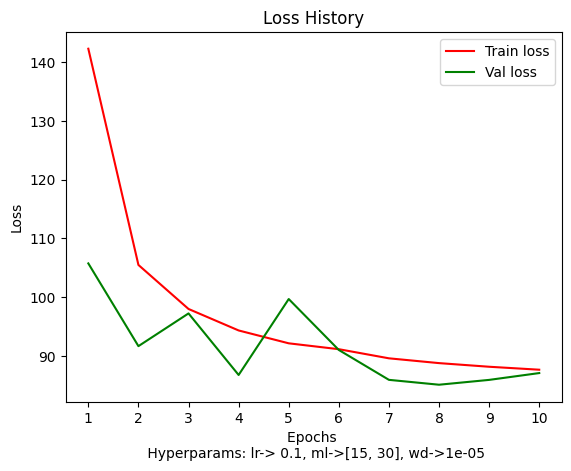 Loss History
Train loss
Val loss
Loss
140
130
120
110
100
90
1 2 3 4 5 6 7 8 9 10
Epochs
Hyperparams: lr-> 0.1, ml->[15, 30], wd->1e-05